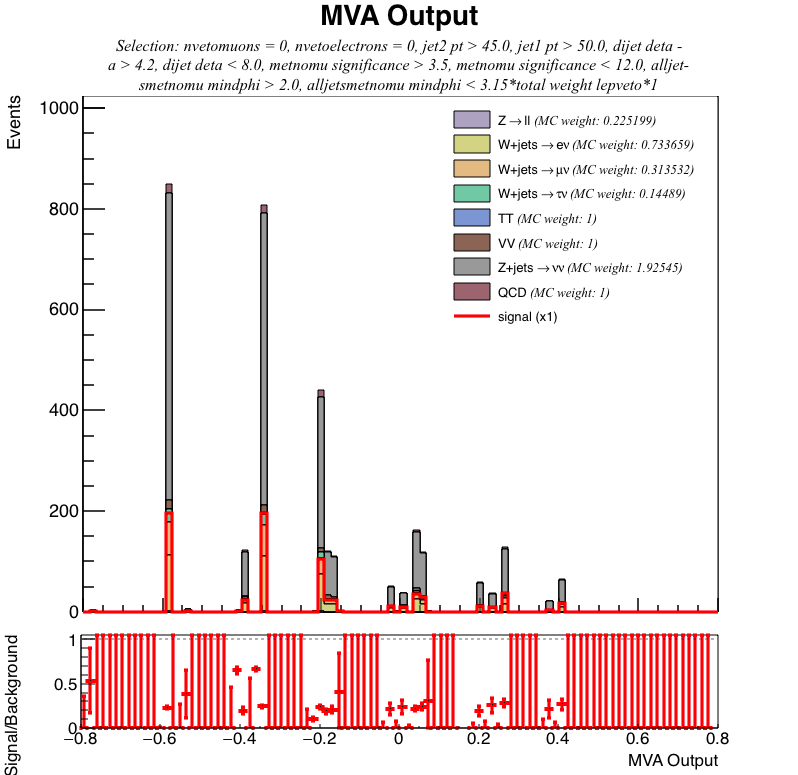 MVA Output
Selection: nvetomuons = 0, nvetoelectrons = 0, jet2 pt > 45.0, jet1 pt > 50.0, dijet deta -
a > 4.2, dijet deta < 8.0, metnomu significance > 3.5, metnomu significance < 12.0, alljet-
smetnomu mindphi > 2.0, alljetsmetnomu mindphi < 3.15*total weight lepveto*1
Events
1000
800
600
400
200
0
Z→ll (MC weight: 0.225199)
W+jets→eν (MC weight: 0.733659)
W+jets→μν (MC weight: 0.313532)
W+jets→τν (MC weight: 0.14489)
TT (MC weight: 1)
VV (MC weight: 1)
Z+jets→νν (MC weight: 1.92545)
QCD (MC weight: 1)
signal (x1)
Signal/Background
1
0.5
0
−0.8 −0.6 −0.4 −0.2 0 0.2 0.4 0.6 0.8
MVA Output